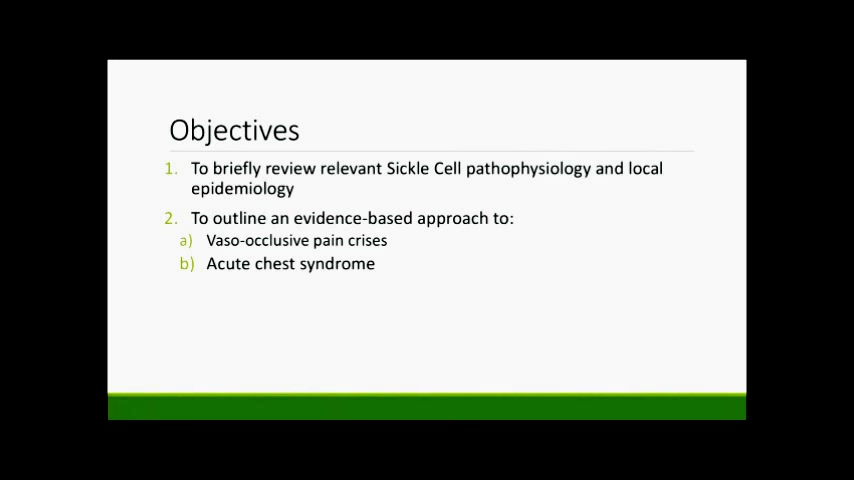 Objectives
1. To briefly review relevant Sickle Cell pathophysiology and local
epidemiology
2. To outline an evidence-based approach to:
a) Vaso-occlusive pain crises
b) Acute chest syndrome